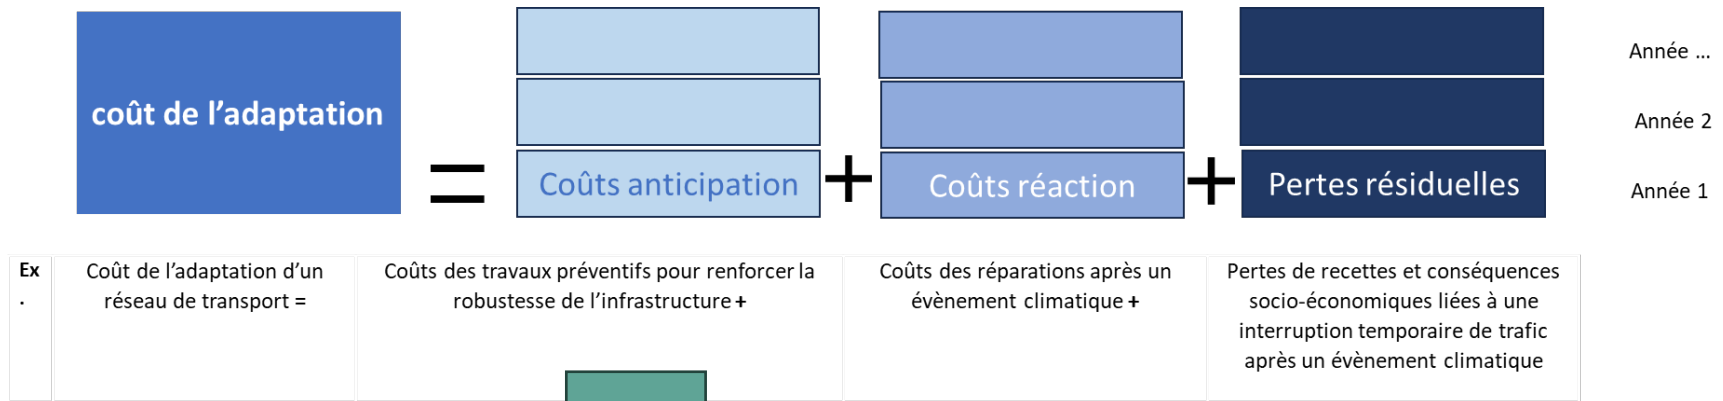 Année ...
coût de l’adaptation
Année 2
=
Coûts anticipation
+
Coûts réaction
+
Pertes résiduelles
Année 1
Ex
.
Coût de l’adaptation d’un
réseau de transport =
Coûts des travaux préventifs pour renforcer la
robustesse de l’infrastructure +
Coûts des réparations après un
évènement climatique +
Pertes de recettes et conséquences
socio-économiques liées à une
interruption temporaire de trafic
après un évènement climatique